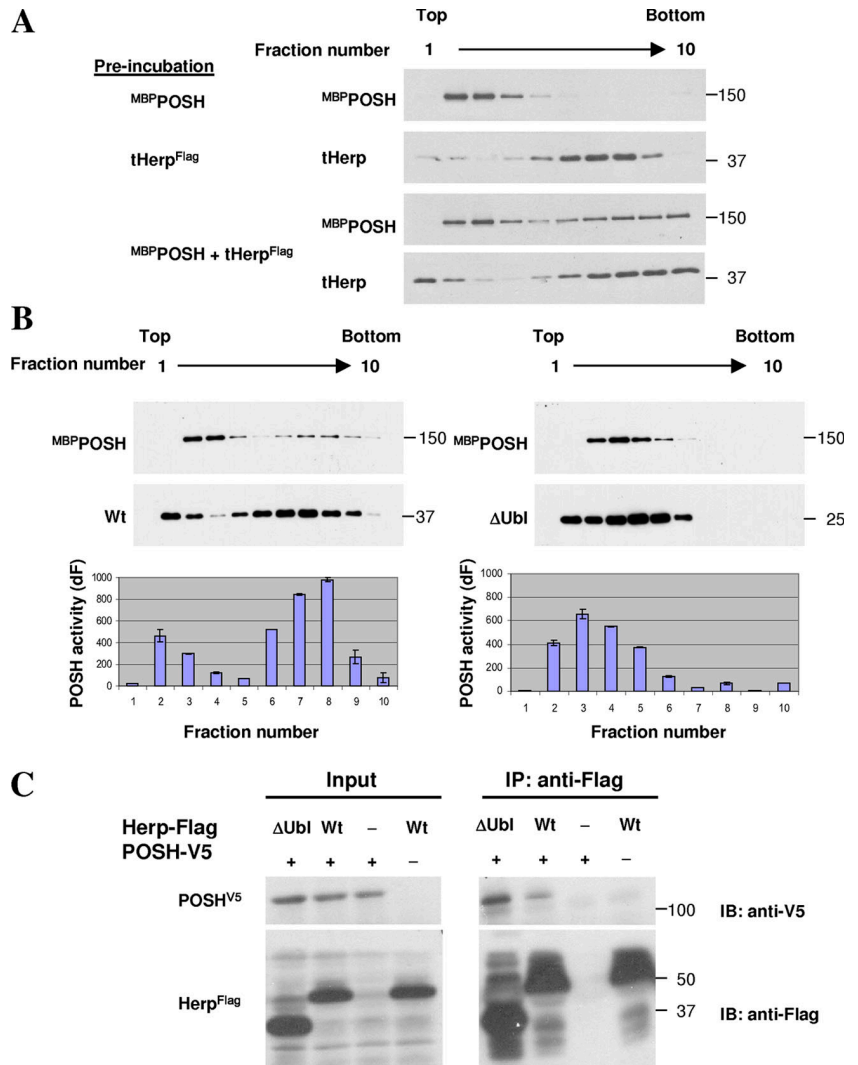 A
Top Bottom
Fraction number 1 10
Pre-incubation
MBPPOSH MBPPOSH 150
tHerpFlag tHerp 37
MBPPOSH 150
MBPPOSH + tHerpFlag
tHerp 37
B
Top Bottom
Fraction number 1 10
MBPPOSH 150
Wt 37
POSH activity (dF)
1000
800
600
400
200
0
1 2 3 4 5 6 7 8 9 10
Fraction number
Top Bottom
Fraction number
1 10
MBPPOSH 150
ΔUbl 25
POSH activity (dF)
1000
800
600
400
200
0
1 2 3 4 5 6 7 8 9 10
Fraction number
C
Input IP: anti-Flag
Herp-Flag ΔUbl Wt – Wt ΔUbl Wt – Wt
POSH-V5 + + + – + + + –
POSHV5 100 IB: anti-V5
50
HerpFlag 37 IB: anti-Flag